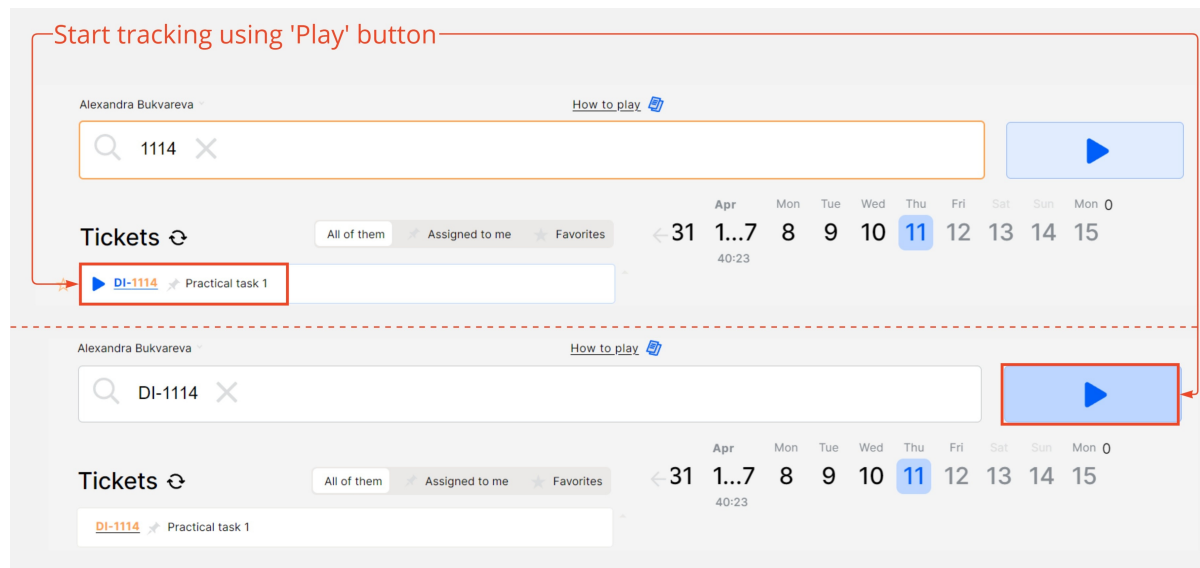 Start tracking using 'Play' button
Alexandra Bukvareva
How to play
1114
Apr Mon Tue Wed Thu Fri Sat Sun Mon 0
Tickets All of them Assigned to me Favorites 31 1...7 8 9 10 11 12 13 14 15
40:23
DI-1114 Practical task 1
Alexandra Bukvareva
How to play
DI-1114
Apr Mon Tue Wed Thu Fri Sat Sun Mon 0
Tickets All of them Assigned to me Favorites 31 1...7 8 9 10 11 12 13 14 15
40:23
DI-1114 Practical task 1